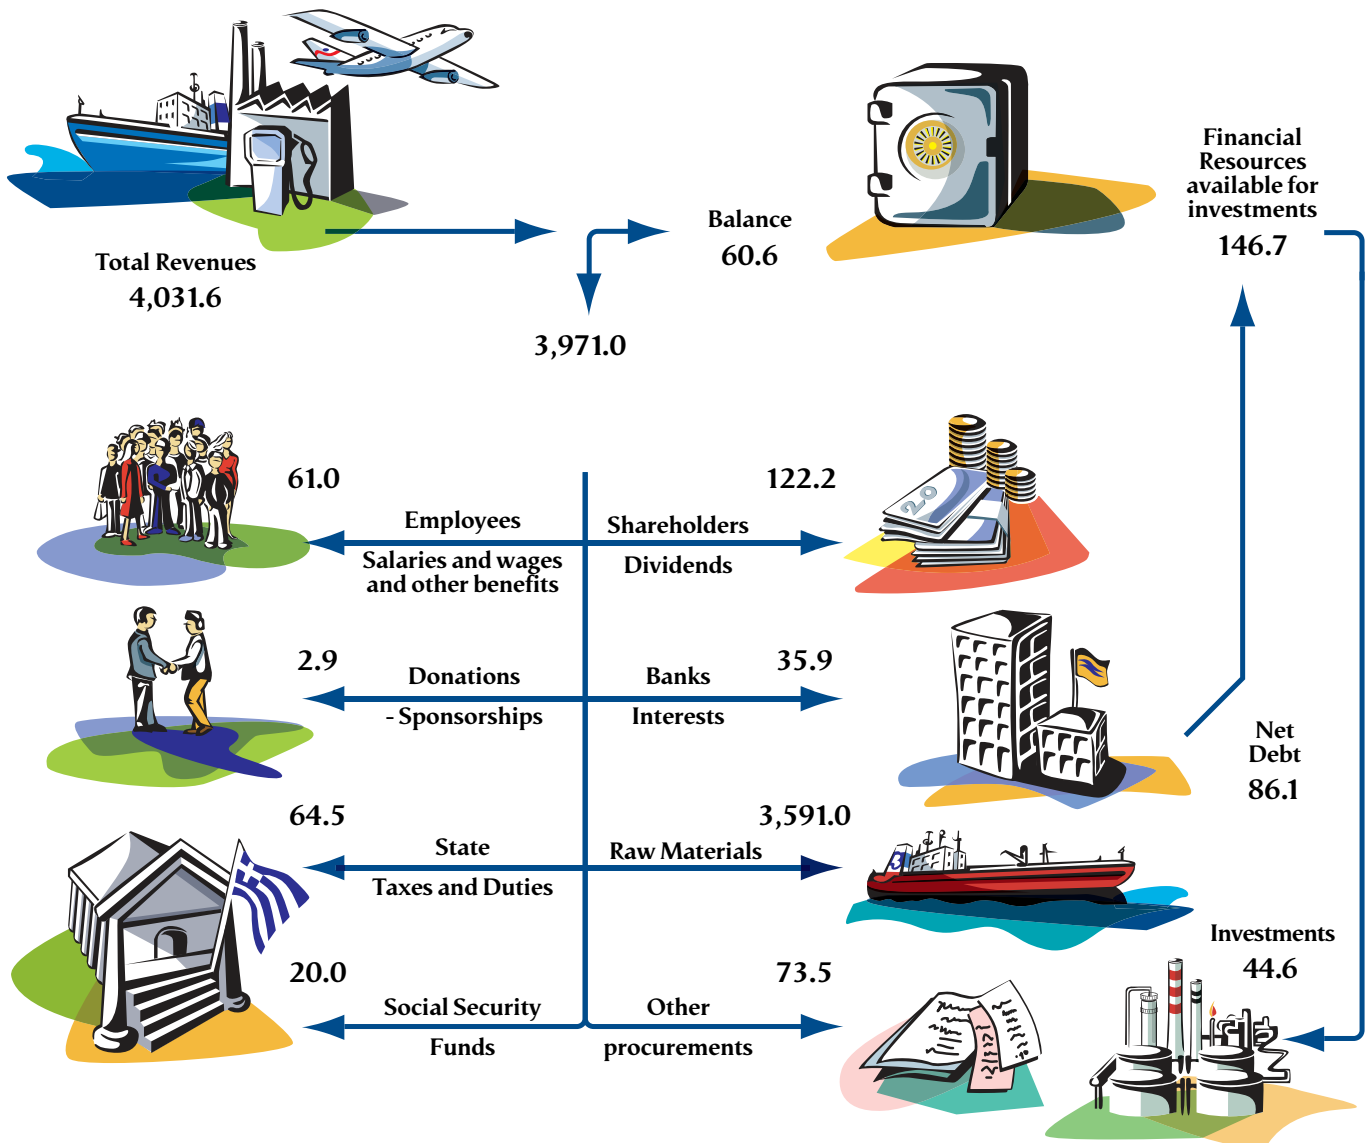 Total Revenues
4,031.6
Balance
60.6
Financial
Resources
available for
investments
146.7
3,971.0
61.0
Employees
Salaries and wages
and other benefits
122.2
Shareholders
Dividends
20
2.9
Donations
- Sponsorships
35.9
Banks
Interests
Net
Debt
86.1
64.5
State
Taxes and Duties
3,591.0
Raw Materials
3
20.0
Social Security
Funds
73.5
Other
procurements
Investments
44.6